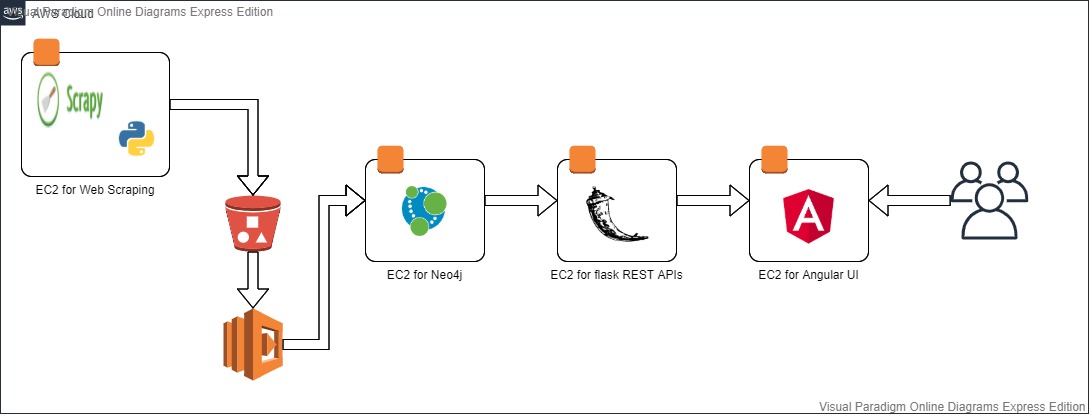 aws
AWS Cloud
Visual Paradigm Online Diagrams Express Edition
Scrapy
EC2 for Web Scraping
EC2 for Neo4j
EC2 for flask REST APIs
A
EC2 for Angular UI
Visual Paradigm Online Diagrams Express Edition